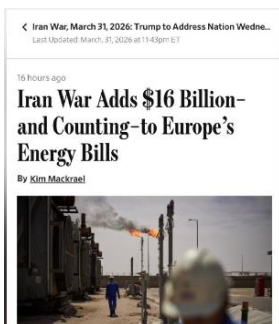 Iran War, March 31, 2026: Trump to Address Nation Wedne...
Last Updated: March, 31, 2026 at 11:43pm ET
16 hours ago
Iran War Adds $16 Billion–
and Counting–to Europe's
Energy Bills
By Kim Mackrael